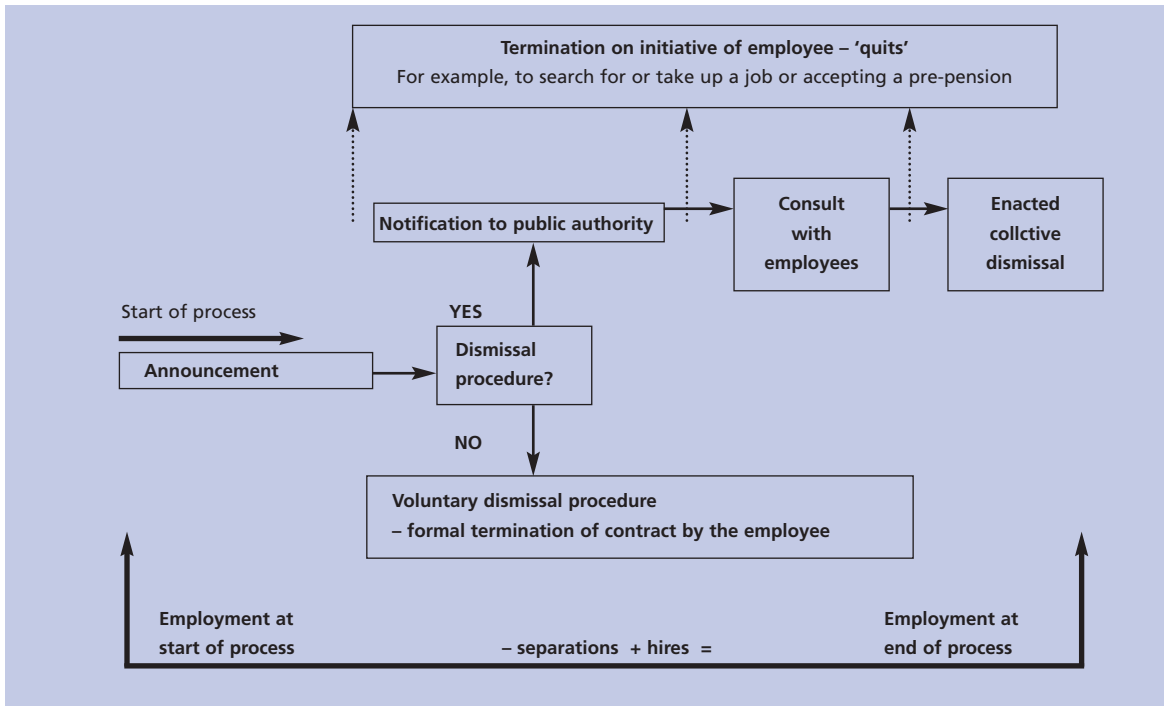 Termination on initiative of employee – ‘quits’
For example, to search for or take up a job or accepting a pre-pension
Notification to public authority
Consult
with
employees
Enacted
collctive
dismissal
Start of process
Announcement
YES
Dismissal
procedure?
NO
Voluntary dismissal procedure
– formal termination of contract by the employee
Employment at
start of process
– separations + hires =
Employment at
end of process